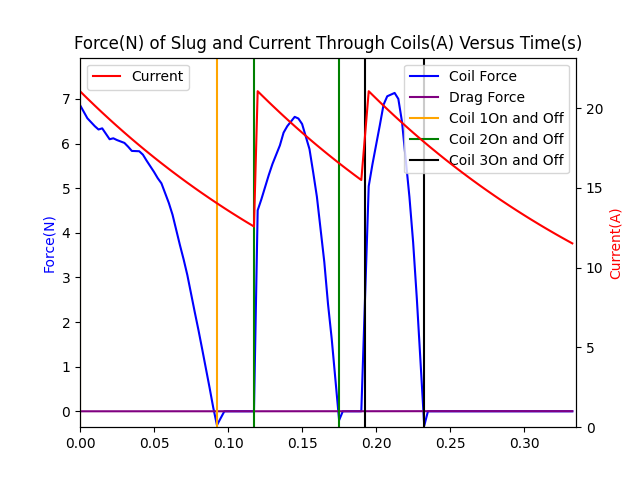 Force(N) of Slug and Current Through Coils(A) Versus Time(s)
Current
Coil Force
Drag Force
Coil 1On and Off
Coil 2On and Off
Coil 3On and Off
Force(N)
7
6
5
4
3
2
1
0
Current(A)
20
15
10
5
0
0.00 0.05 0.10 0.15 0.20 0.25 0.30